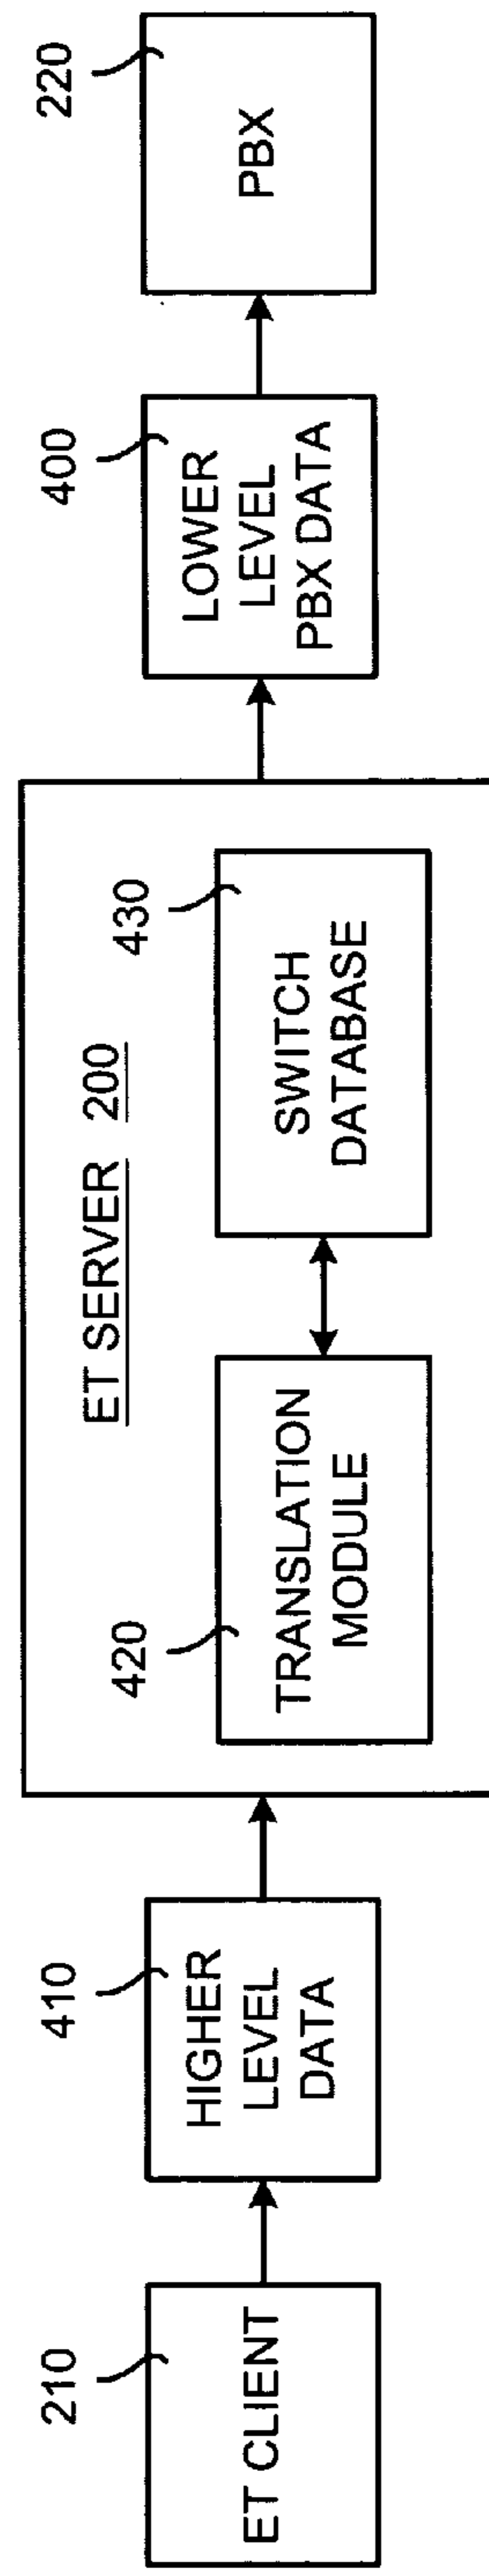 210
ET CLIENT
410
HIGHER
LEVEL
DATA
ET SERVER 200
420
TRANSLATION
MODULE
430
SWITCH
DATABASE
400
LOWER
LEVEL
PBX DATA
220
PBX